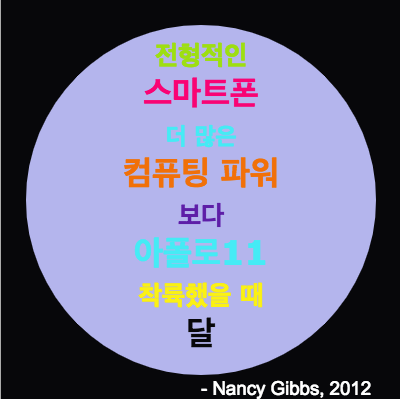 전형적인
스마트폰
더 많은
컴퓨팅 파워
보다
아폴로11
착륙했을 때
달
- Nancy Gibbs, 2012